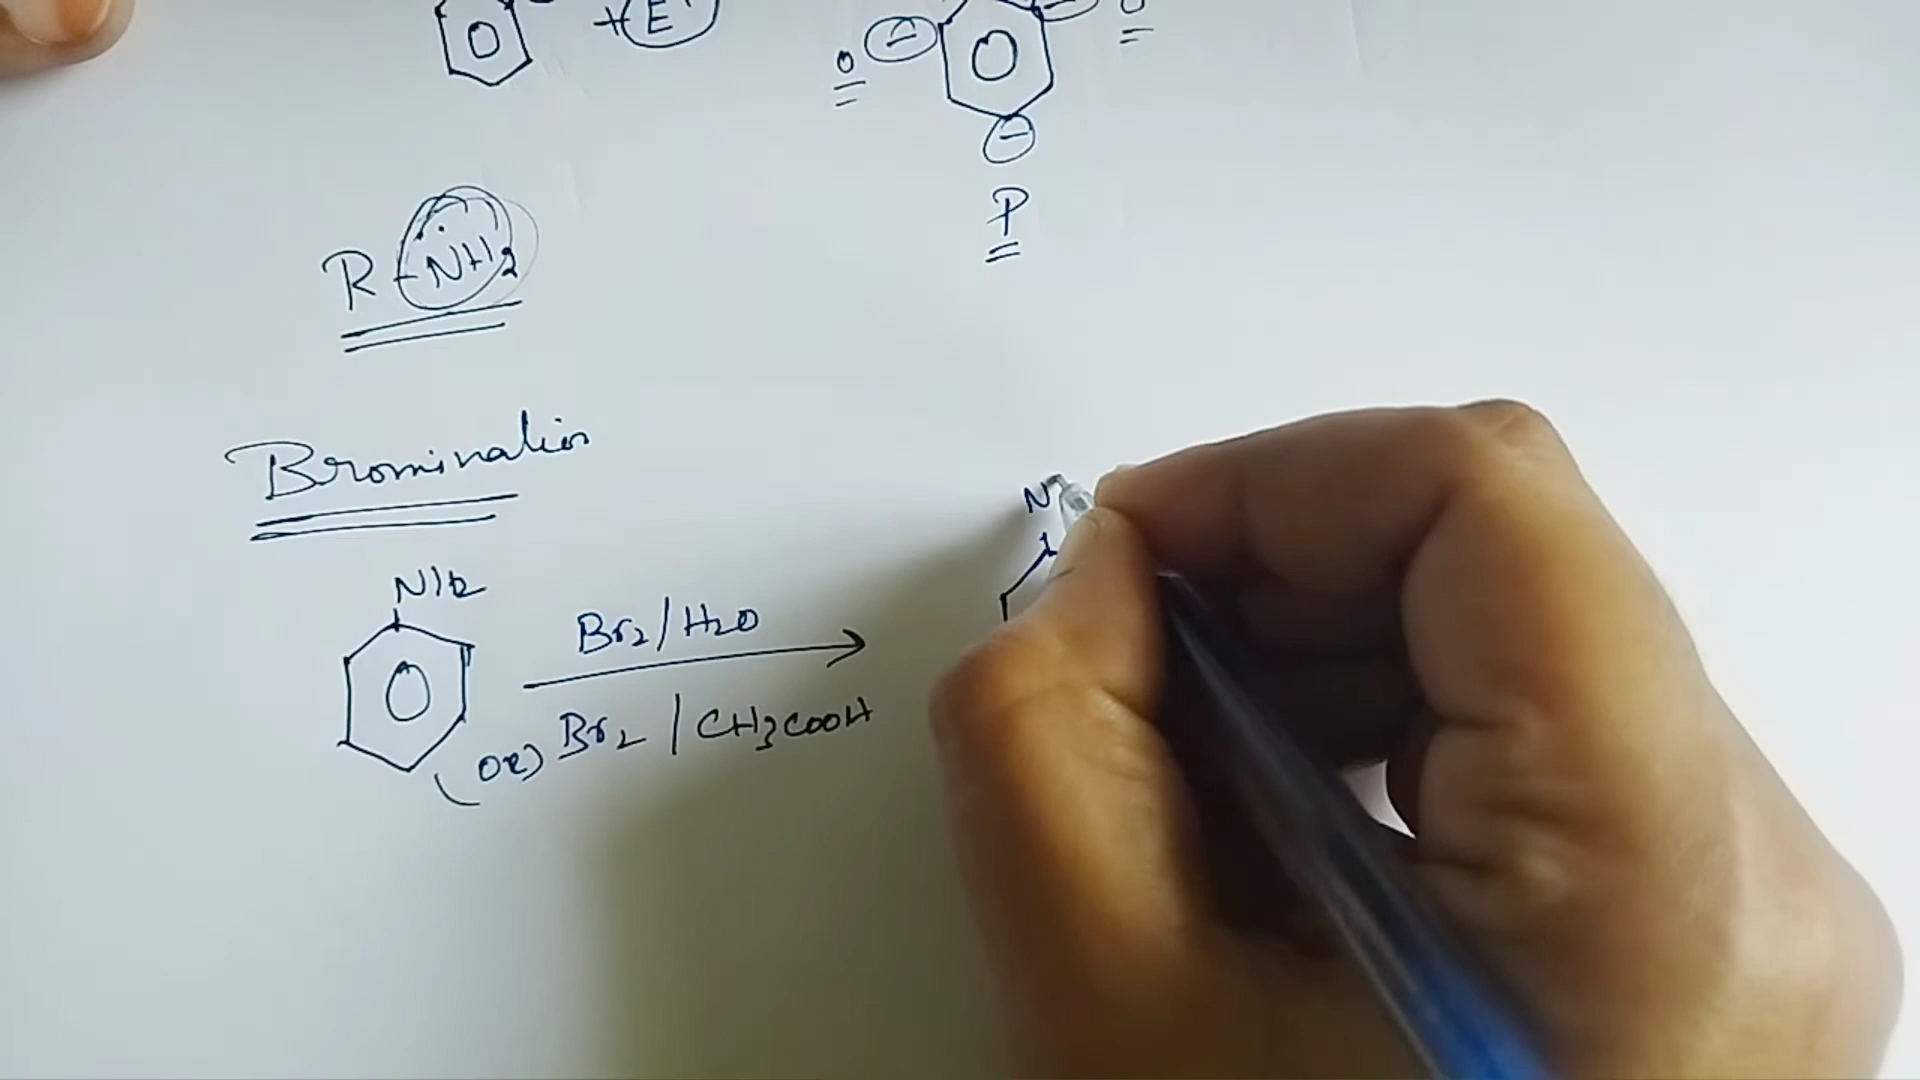 + E+
O
O
P
R-NH2
Bromination
NH2
Br2/H2O
(or) Br2/CH3COOH
N